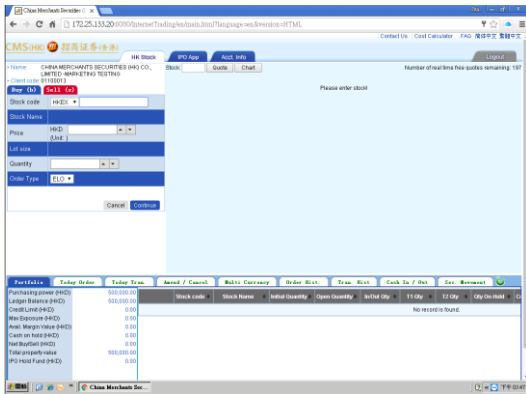 China Merchants Securities (
172.25.133.20:8080/InternetTrading/en/main.html?language=en&version=HTML
Contact Us Cost Calculator FAQ 简体中文 繁體中文
CMS(HK) 招商証券(香港)
HK Stock IPO App Acct. Info Logout
Name: CHINA MERCHANTS SECURITIES (HK) CO., LIMITED -MARKETING TESTING
Client code: 01100013
Stock: Quote Chart Number of real time free quotes remaining: 197
Please enter stock!
Buy (b) Sell (s)
Stock code HKEX
Stock Name
Price HKD
(Unit: )
Lot size
Quantity
Order Type ELO
Cancel Continue
Portfolio Today Order Today Tran. Amend / Cancel Multi Currency Order Hist. Tran. Hist Cash In / Out Sec. Movement
Purchasing power (HKD) 500,000.00
Ledger Balance (HKD) 500,000.00
Credit Limit (HKD) 0.00
Max Exposure (HKD) 0.00
Avail. Margin Value (HKD) 0.00
Cash on hold (HKD) 0.00
Net Buy/Sell (HKD) 0.00
Total property value 500,000.00
IPO Hold Fund (HKD) 0.00
Stock code Stock Name Initial Quantity Open Quantity In/Out Qty T1 Qty T2 Qty Qty On Hold
No record is found.
開始 China Merchants Sec... 下午 03:47